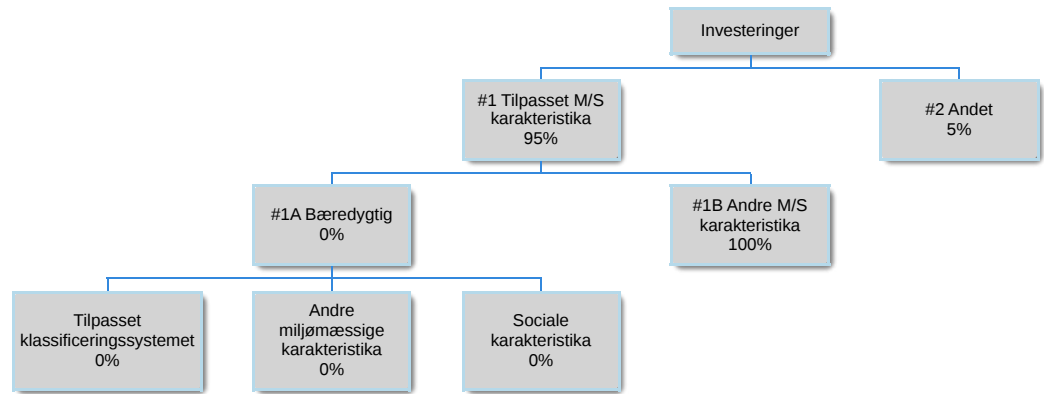 Investeringer
#1 Tilpasset M/S
karakteristika
95%
#2 Andet
5%
#1A Bæredygtig
0%
#1B Andre M/S
karakteristika
100%
Tilpasset
klassificeringssystemet
0%
Andre
miljømæssige
karakteristika
0%
Sociale
karakteristika
0%